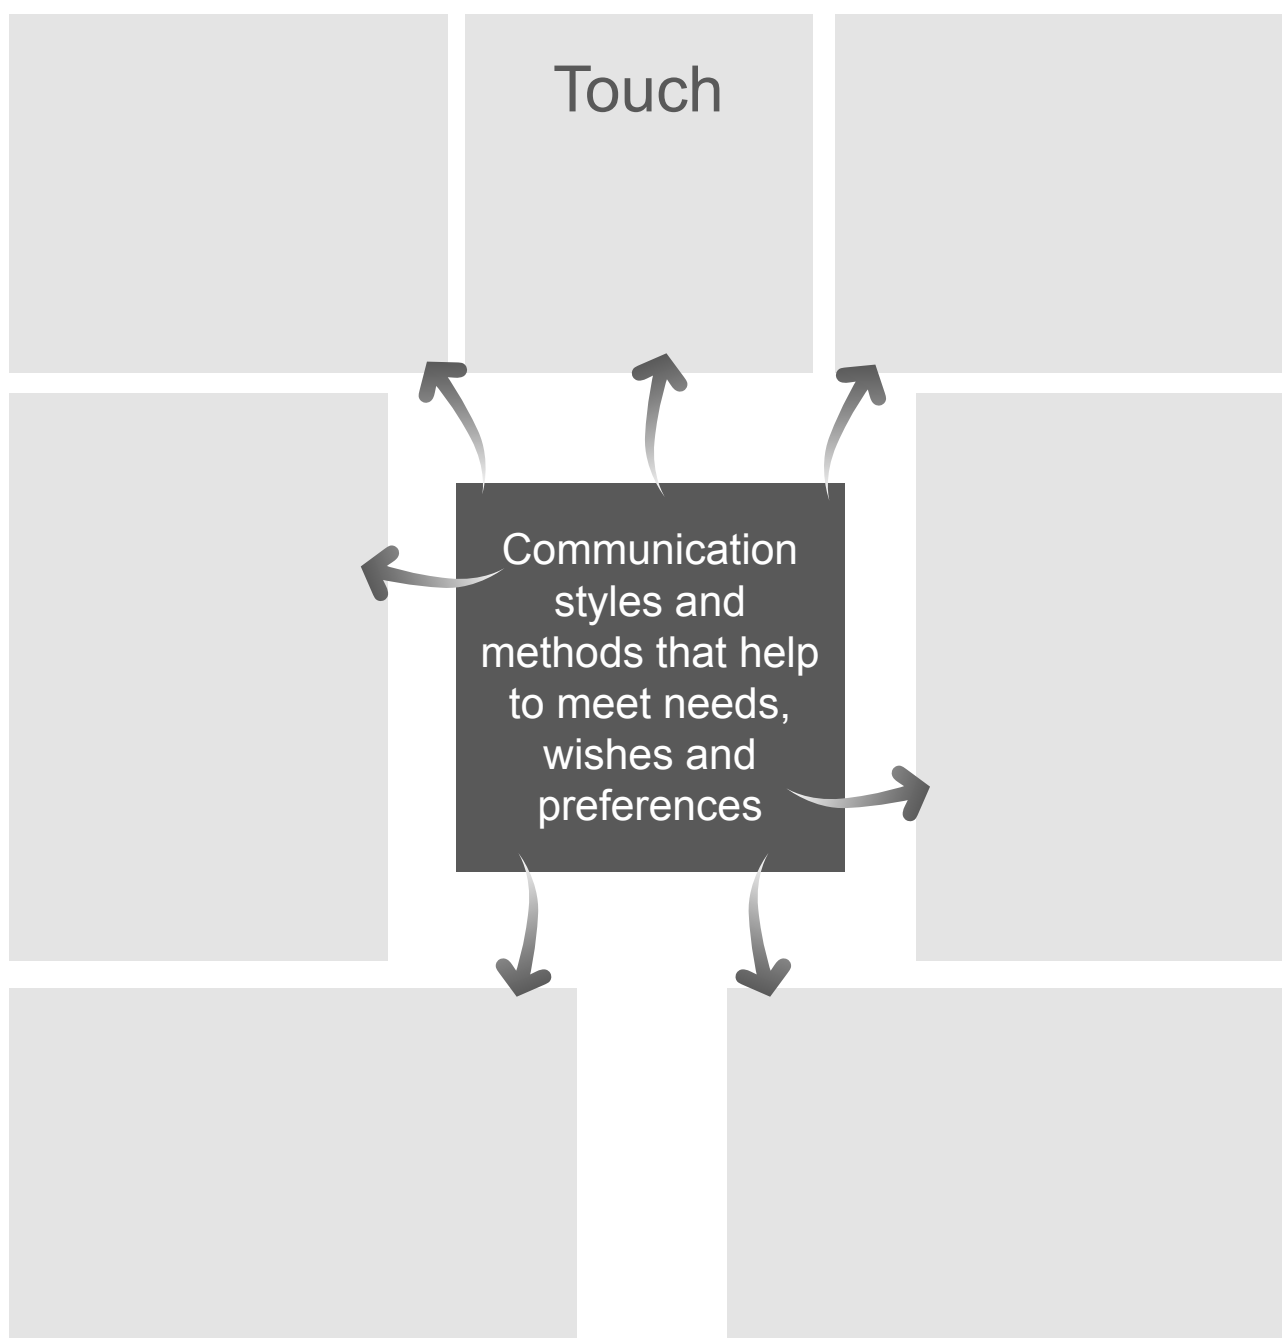 Touch
Communication
styles and
methods that help
to meet needs,
wishes and
preferences